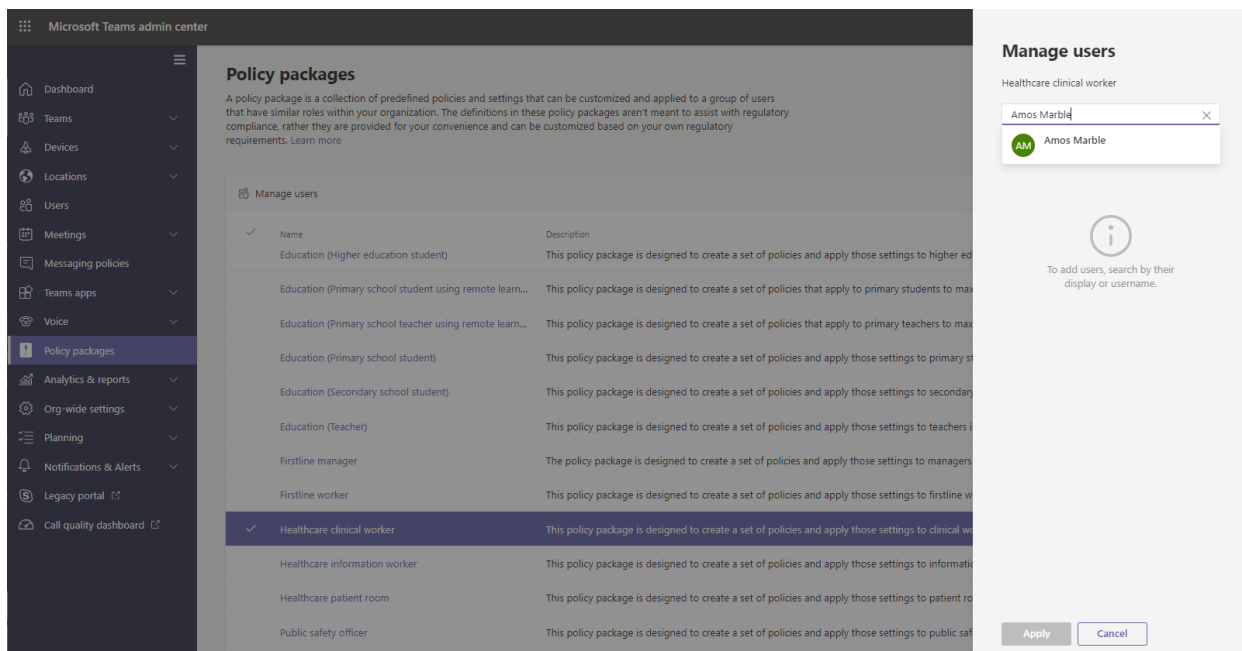 Microsoft Teams admin center
Dashboard
Teams
Devices
Locations
Users
Meetings
Messaging policies
Teams apps
Voice
Policy packages
Analytics & reports
Org-wide settings
Planning
Notifications & Alerts
Legacy portal
Call quality dashboard
Policy packages
A policy package is a collection of predefined policies and settings that can be customized and applied to a group of users
that have similar roles within your organization. The definitions in these policy packages aren't meant to assist with regulatory
compliance, rather they are provided for your convenience and can be customized based on your own regulatory
requirements. Learn more
Manage users
Name Description
Education (Higher education student) This policy package is designed to create a set of policies and apply those settings to higher ed
Education (Primary school student using remote learn... This policy package is designed to create a set of policies that apply to primary students to max
Education (Primary school teacher using remote learn... This policy package is designed to create a set of policies that apply to primary teachers to max
Education (Primary school student) This policy package is designed to create a set of policies and apply those settings to primary st
Education (Secondary school student) This policy package is designed to create a set of policies and apply those settings to secondary
Education (Teacher) This policy package is designed to create a set of policies and apply those settings to teachers i
Firstline manager The policy package is designed to create a set of policies and apply those settings to managers
Firstline worker This policy package is designed to create a set of policies and apply those settings to firstline w
Healthcare clinical worker This policy package is designed to create a set of policies and apply those settings to clinical wo
Healthcare information worker This policy package is designed to create a set of policies and apply those settings to informatic
Healthcare patient room This policy package is designed to create a set of policies and apply those settings to patient ro
Public safety officer This policy package is designed to create a set of policies and apply those settings to public saf
Manage users
Healthcare clinical worker
Amos Marble
AM Amos Marble
To add users, search by their
display or username.
Apply Cancel